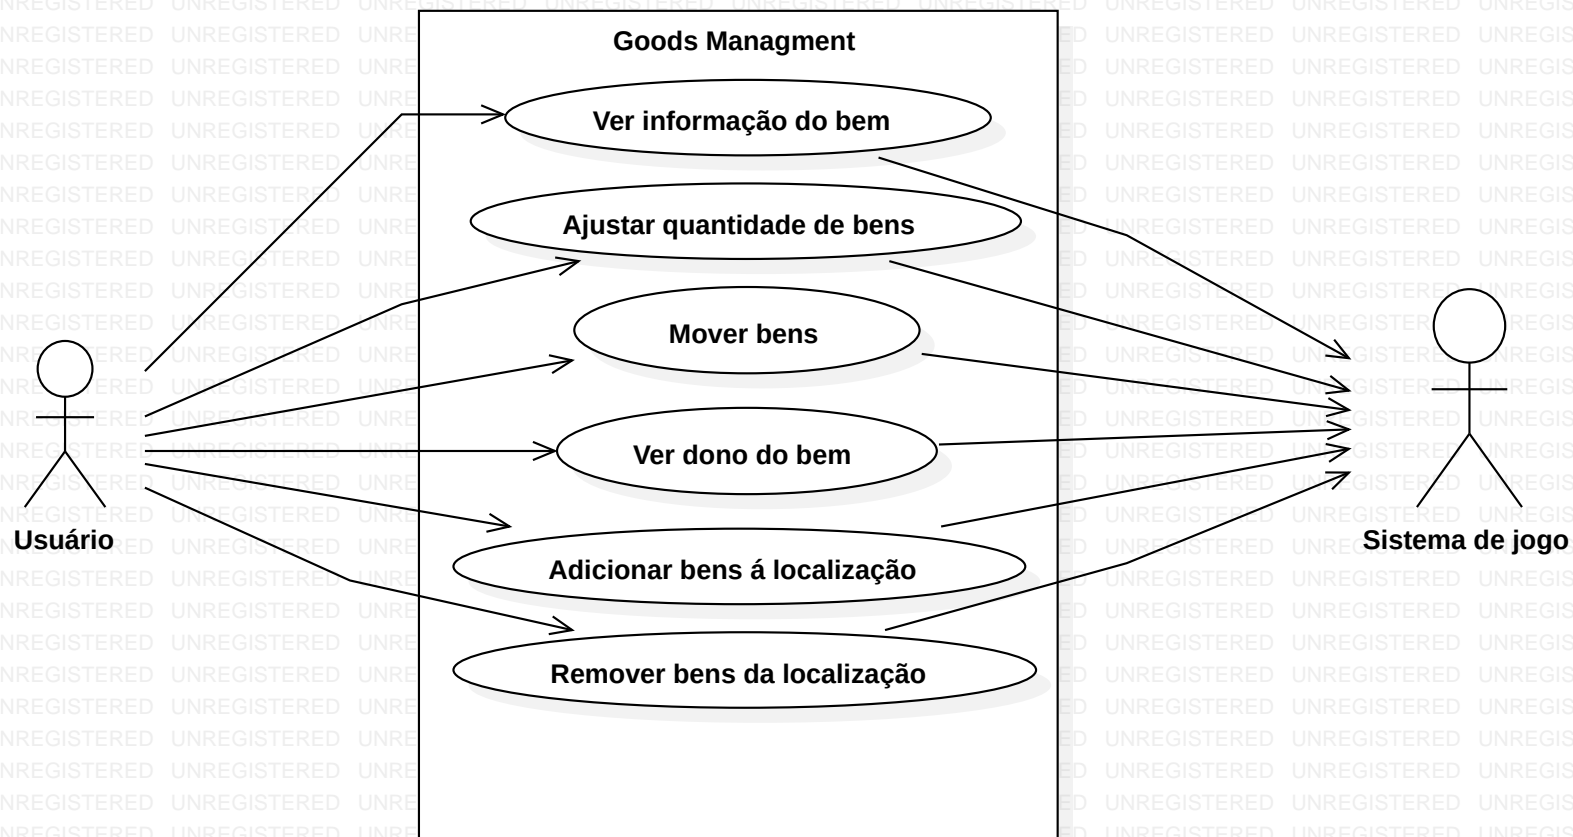 Goods Managment
Ver informação do bem
Ajustar quantidade de bens
Mover bens
Ver dono do bem
Adicionar bens á localização
Remover bens da localização
Usuário
Sistema de jogo
UNREGISTERED